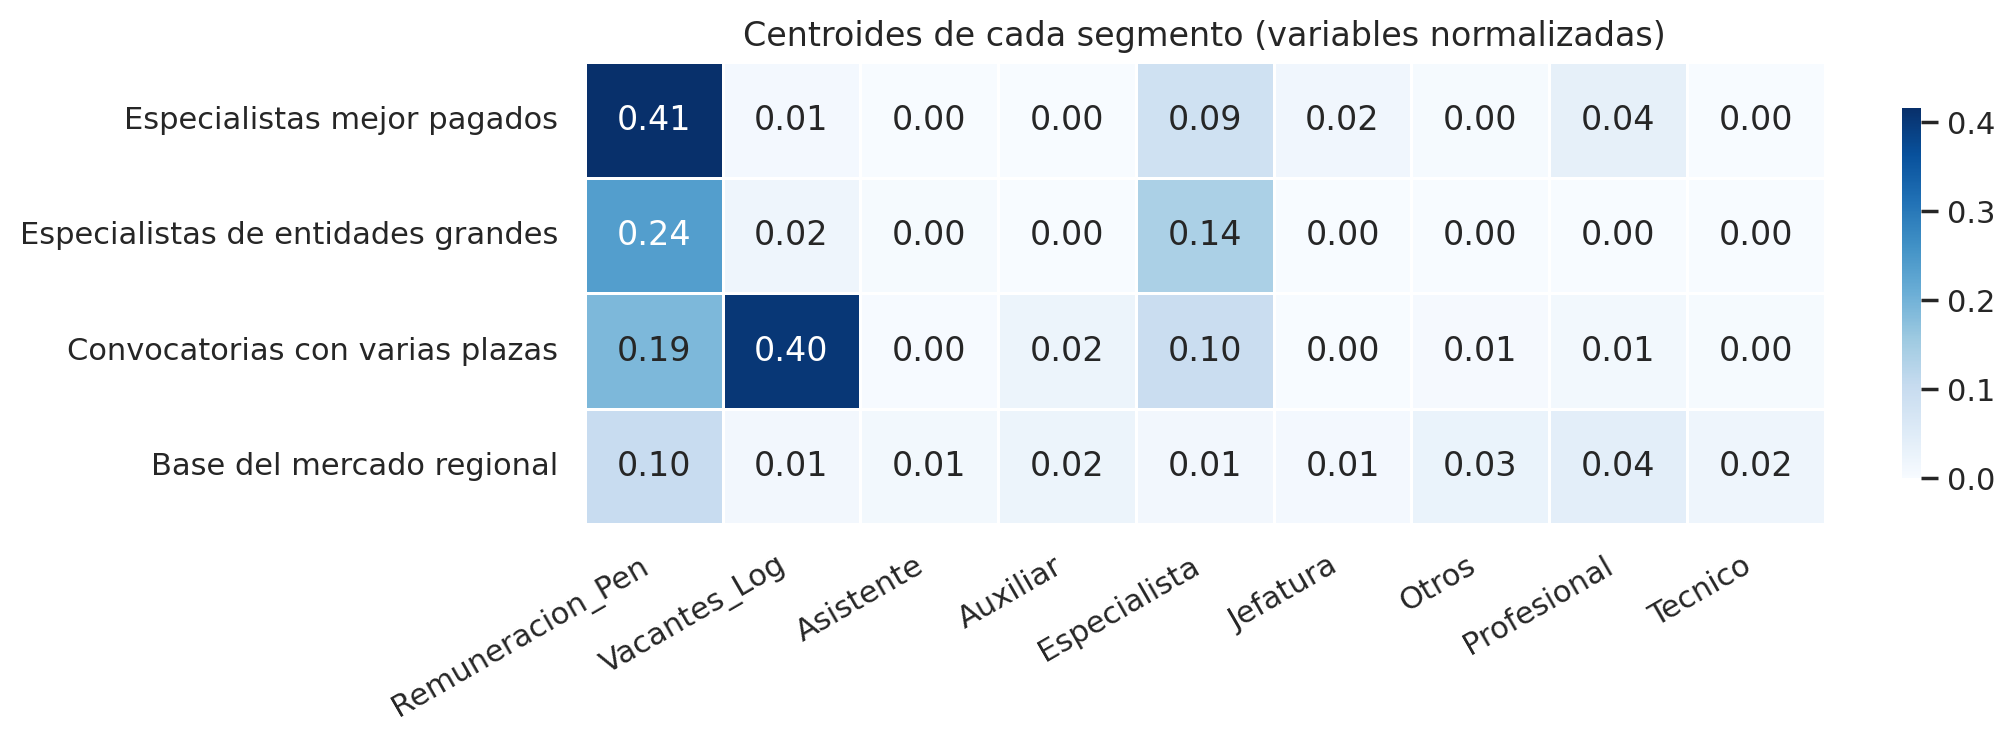 Centroides de cada segmento (variables normalizadas)
Especialistas mejor pagados 0.41 0.01 0.00 0.00 0.09 0.02 0.00 0.04 0.00
Especialistas de entidades grandes 0.24 0.02 0.00 0.00 0.14 0.00 0.00 0.00 0.00
Convocatorias con varias plazas 0.19 0.40 0.00 0.02 0.10 0.00 0.01 0.01 0.00
Base del mercado regional 0.10 0.01 0.01 0.02 0.01 0.01 0.03 0.04 0.02
Remuneracion_Pen Vacantes_Log Asistente Auxiliar Especialista Jefatura Otros Profesional Tecnico
0.4
0.3
0.2
0.1
0.0